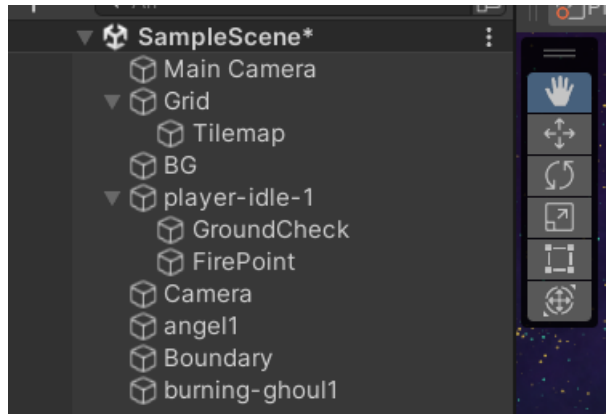 SampleScene*
Main Camera
Grid
Tilemap
BG
player-idle-1
GroundCheck
FirePoint
Camera
angel1
Boundary
burning-ghoul1